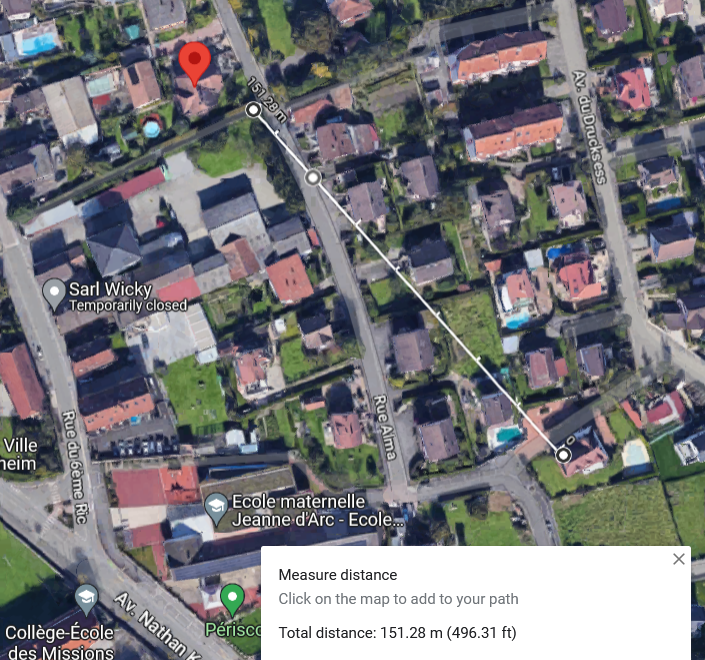 151.28 m
Av. du Drucksess
Sarl Wicky
Temporarily closed
Rue Alma
0
Ville
heim
Rue du 6ème Ric
Ecole maternelle
Jeanne d'Arc - Ecole...
Périsco
Av. Nathan K
Collège-École
des Missions
Measure distance
Click on the map to add to your path
Total distance: 151.28 m (496.31 ft)